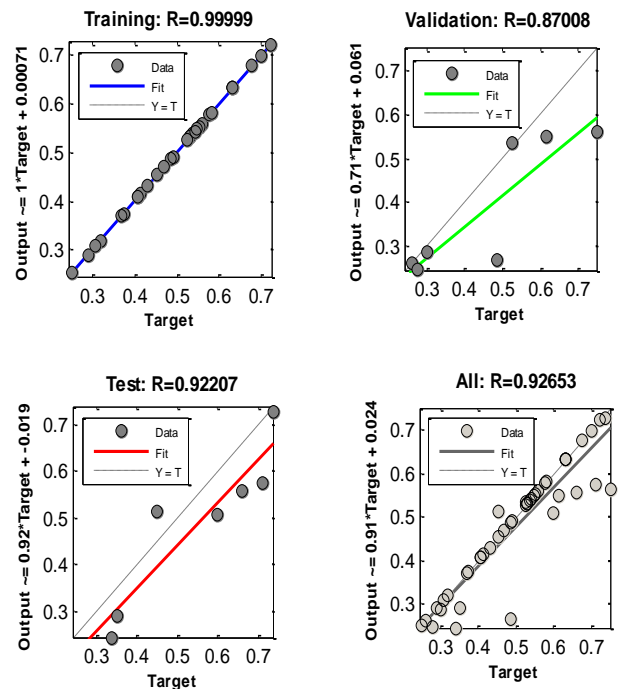 Training: R=0.99999
Output ~= 1*Target + 0.00071
0.7
0.6
0.5
0.4
0.3
Data
Fit
Y = T
0.3 0.4 0.5 0.6 0.7
Target
Validation: R=0.87008
Output ~= 0.71*Target + 0.061
0.7
0.6
0.5
0.4
0.3
Data
Fit
Y = T
0.3 0.4 0.5 0.6 0.7
Target
Test: R=0.92207
Output ~= 0.92*Target + -0.019
0.7
0.6
0.5
0.4
0.3
Data
Fit
Y = T
0.3 0.4 0.5 0.6 0.7
Target
All: R=0.92653
Output ~= 0.91*Target + 0.024
0.7
0.6
0.5
0.4
0.3
Data
Fit
Y = T
0.3 0.4 0.5 0.6 0.7
Target